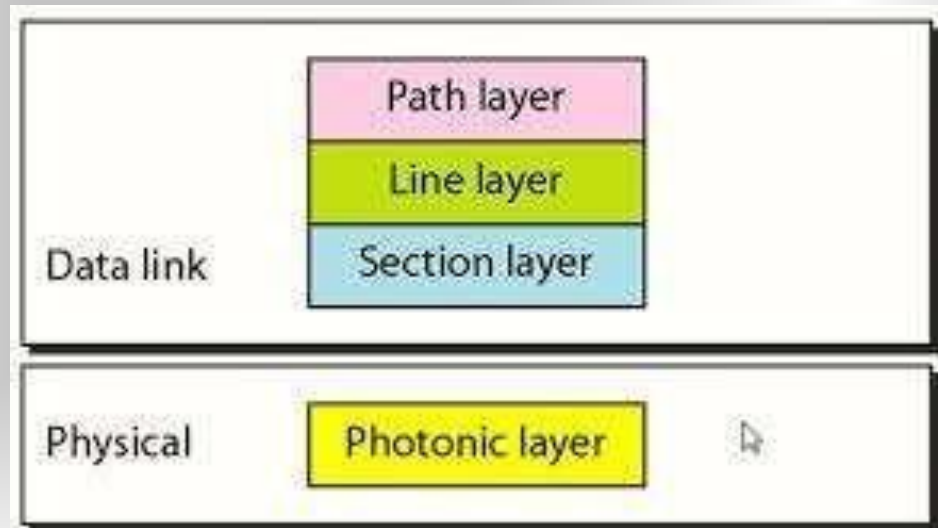 Path layer
Line layer
Data link
Section layer
Physical
Photonic layer